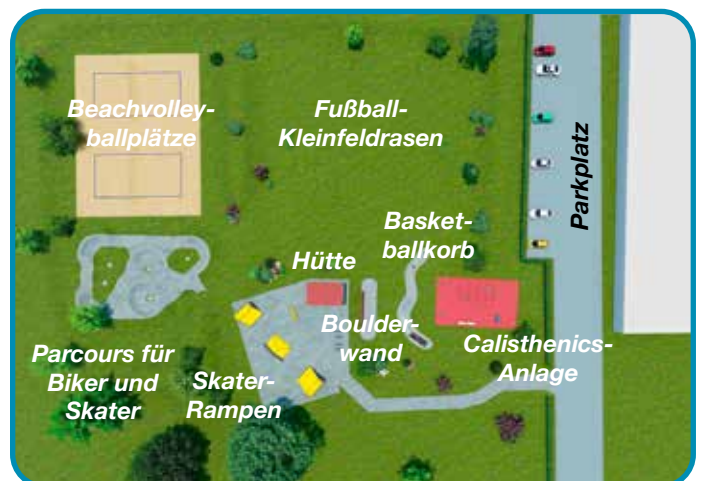 Beachvolley-
ballplätze
Fußball-
Kleinfeldrasen
Parkplatz
Basket-
ballkorb
Hütte
Boulder-
wand
Calisthenics-
Anlage
Parcours für
Biker und
Skater
Skater-
Rampen